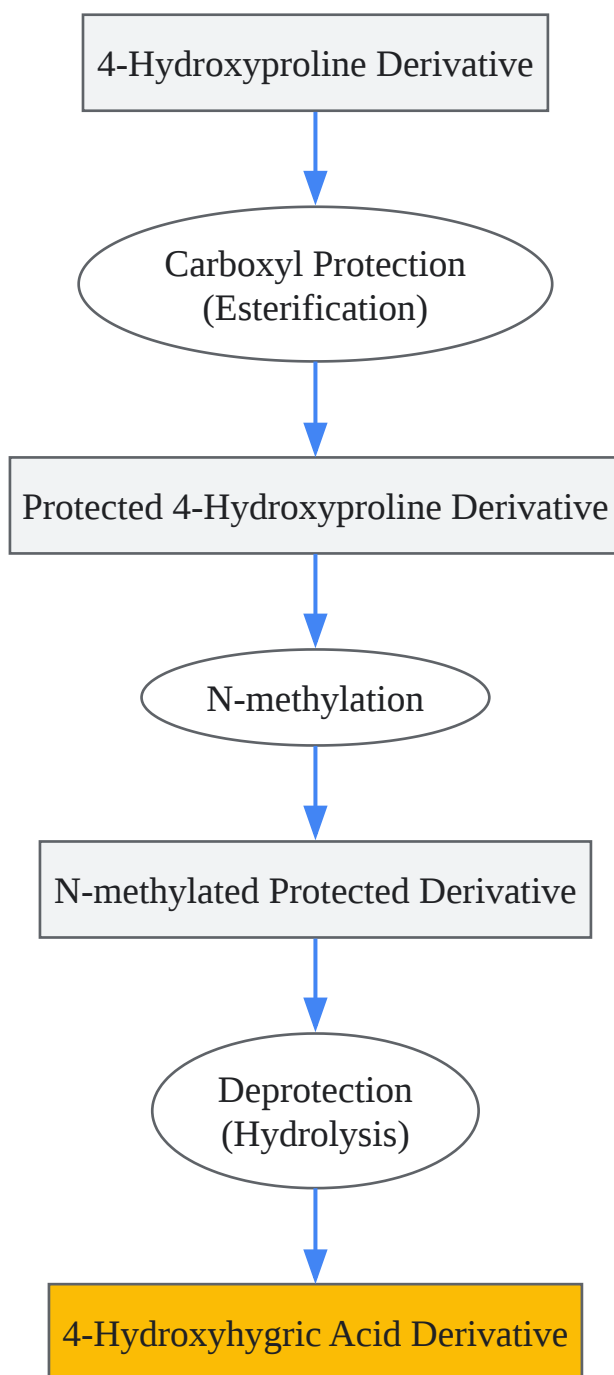 4-Hydroxyproline Derivative
Carboxyl Protection
(Esterification)
Protected 4-Hydroxyproline Derivative
N-methylation
N-methylated Protected Derivative
Deprotection
(Hydrolysis)
4-Hydroxyhygric Acid Derivative